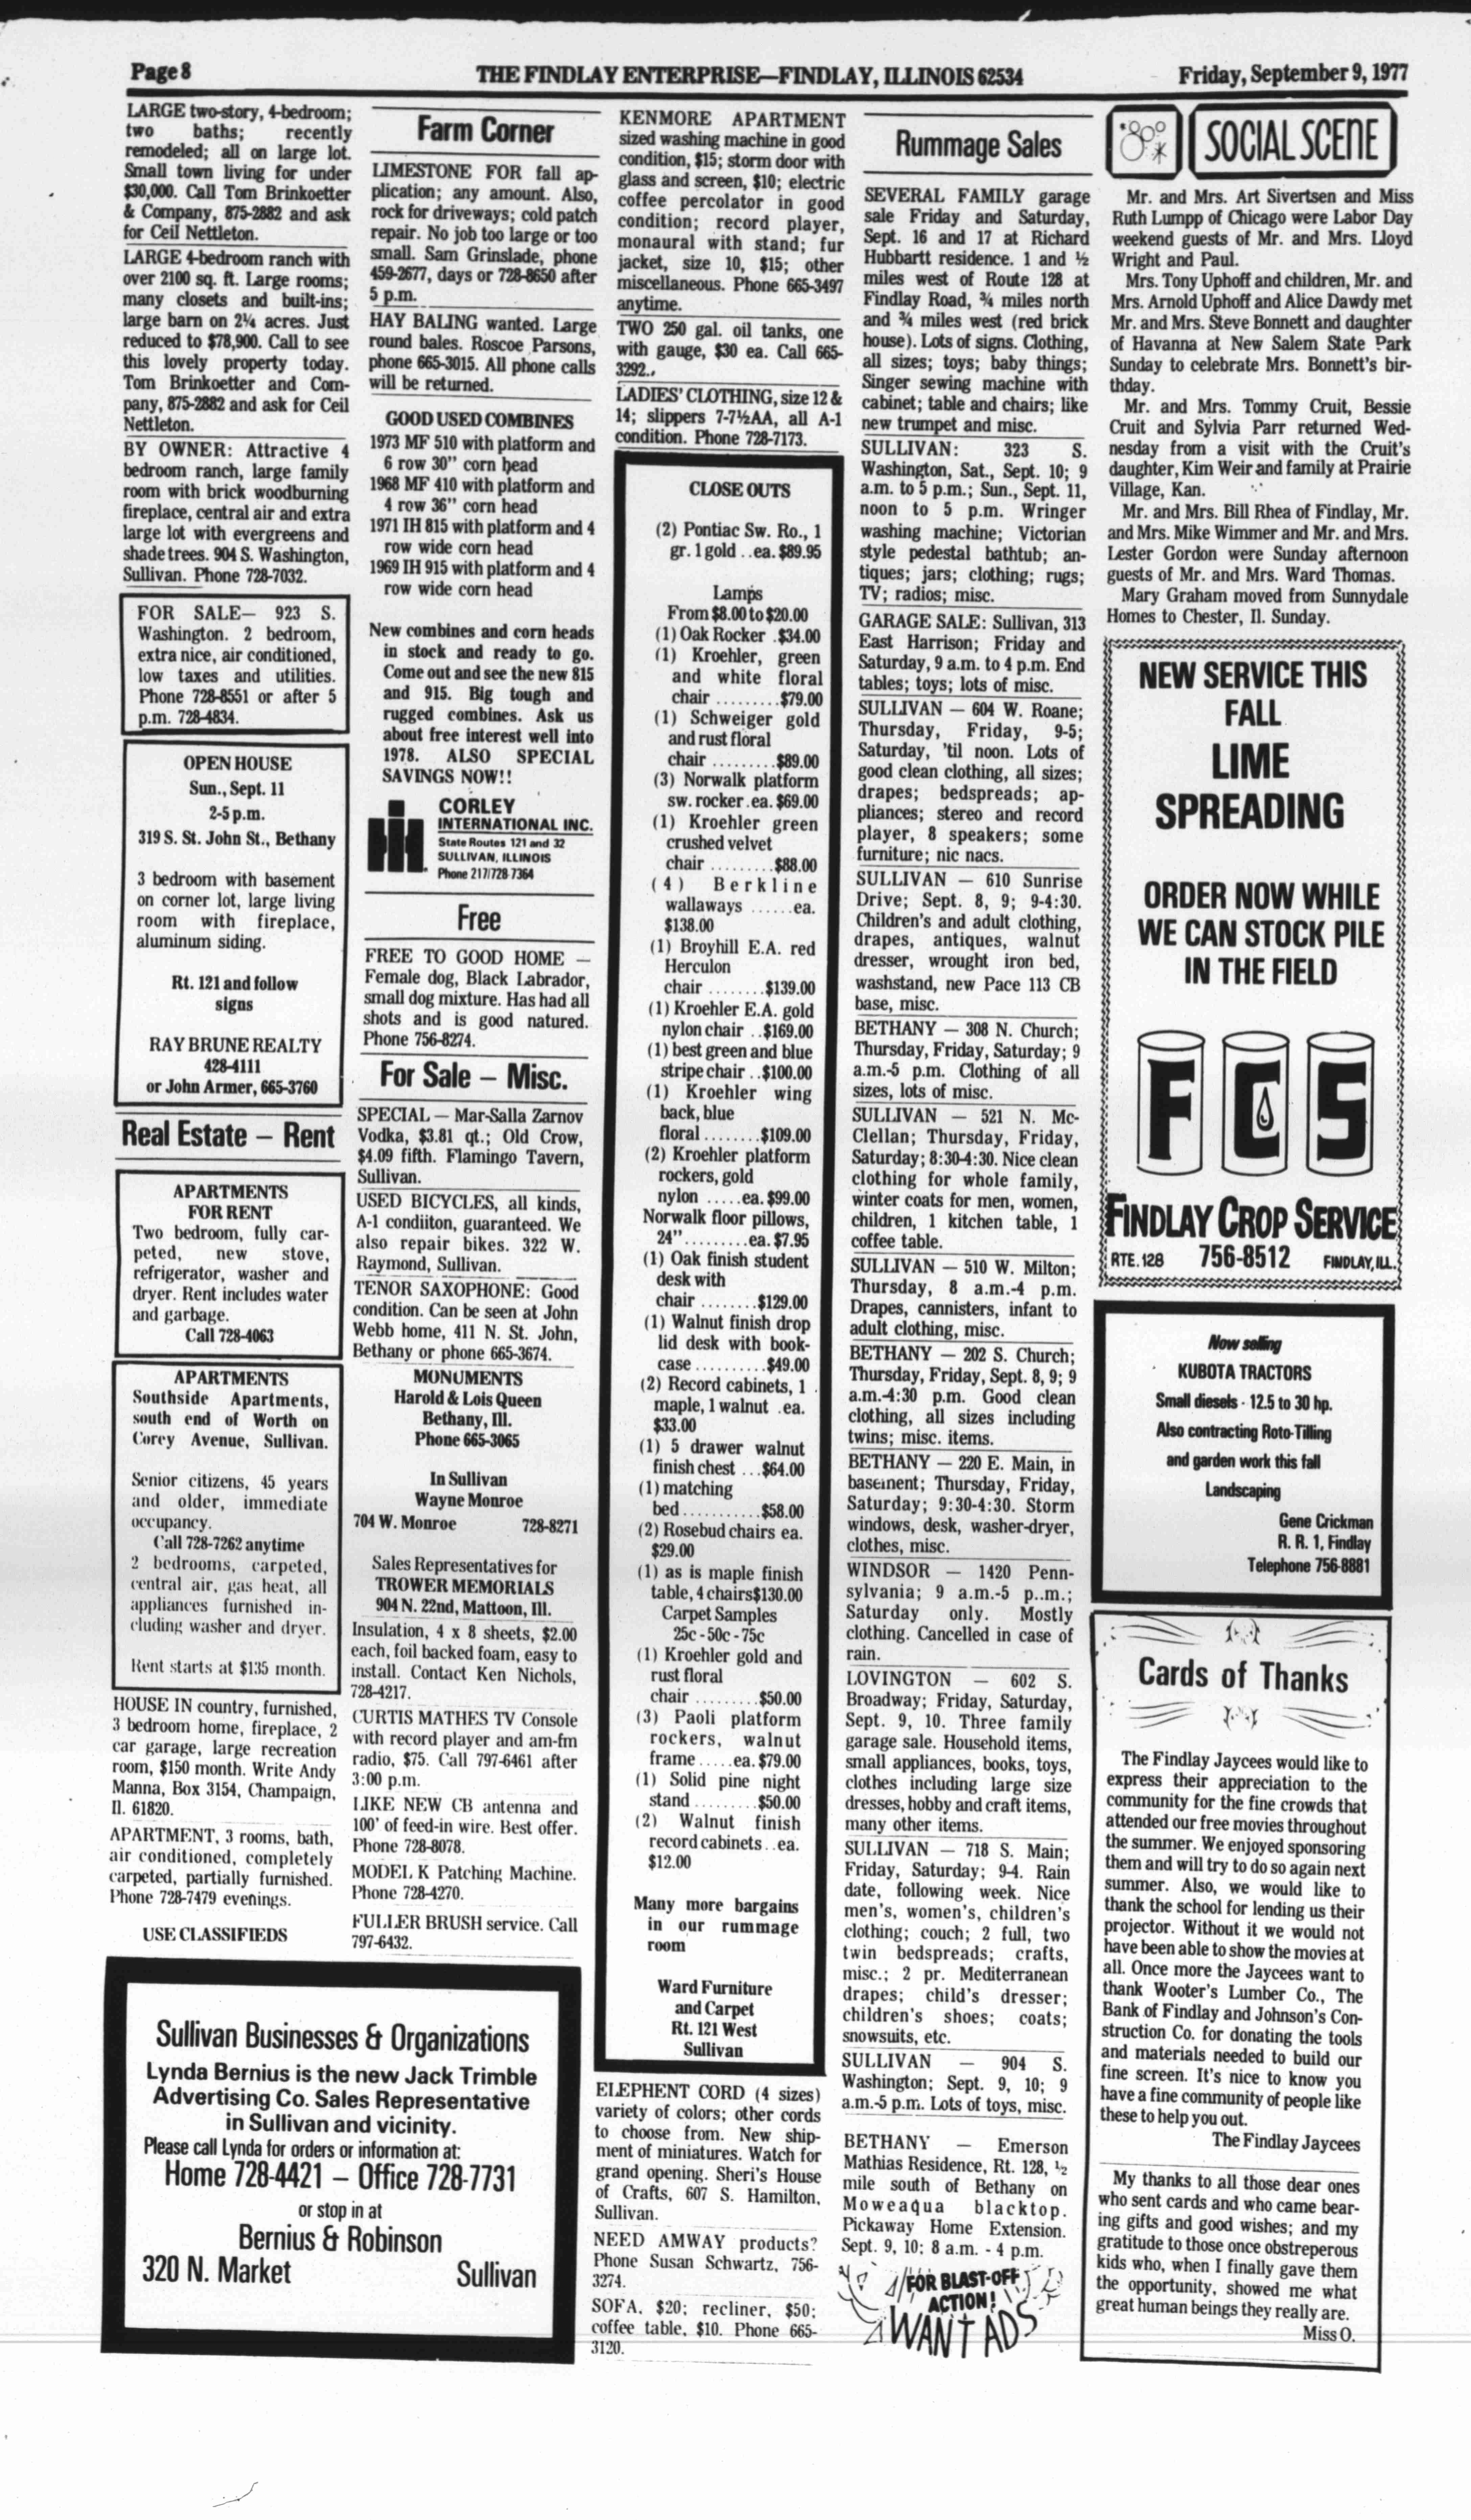 Page 8
THE FINDLAY ENTERPRISE—FINDLAY, ILLINOIS 62534
Friday, September 9, 1977
LARGE two-story, 4-bedroom;
two baths; recently
remodeled; all on large lot.
Small town living for under
$30,000. Call Tom Brinkoetter
& Company, 875-2882 and ask
for Ceil Nettleton.
LARGE 4-bedroom ranch with
over 2100 sq. ft. Large rooms;
many closets and built-ins;
large barn on 2¼ acres. Just
reduced to $78,900. Call to see
this lovely property today.
Tom Brinkoetter and Com-
pany, 875-2882 and ask for Ceil
Nettleton.
BY OWNER: Attractive 4
bedroom ranch, large family
room with brick woodburning
fireplace, central air and extra
large lot with evergreens and
shade trees. 904 S. Washington,
Sullivan. Phone 728-7032.
FOR SALE— 923 S.
Washington. 2 bedroom,
extra nice, air conditioned,
low taxes and utilities.
Phone 728-8551 or after 5
p.m. 728-4834.
OPEN HOUSE
Sun., Sept. 11
2-5 p.m.
319 S. St. John St., Bethany
3 bedroom with basement
on corner lot, large living
room with fireplace,
aluminum siding.
Rt. 121 and follow
signs
RAY BRUNE REALTY
428-4111
or John Armer, 665-3760
Real Estate — Rent
APARTMENTS
FOR RENT
Two bedroom, fully car-
peted, new stove,
refrigerator, washer and
dryer. Rent includes water
and garbage.
Call 728-4063
APARTMENTS
Southside Apartments,
south end of Worth on
Corey Avenue, Sullivan.
Senior citizens, 45 years
and older, immediate
occupancy.
Call 728-7262 anytime
2 bedrooms, carpeted,
central air, gas heat, all
appliances furnished in-
cluding washer and dryer.
Rent starts at $135 month.
HOUSE IN country, furnished,
3 bedroom home, fireplace, 2
car garage, large recreation
room, $150 month. Write Andy
Manna, Box 3154, Champaign,
Il. 61820.
APARTMENT, 3 rooms, bath,
air conditioned, completely
carpeted, partially furnished.
Phone 728-7479 evenings.
USE CLASSIFIEDS
Farm Corner
LIMESTONE FOR fall ap-
plication; any amount. Also,
rock for driveways; cold patch
repair. No job too large or too
small. Sam Grinslade, phone
459-2677, days or 728-8650 after
5 p.m.
HAY BALING wanted. Large
round bales. Roscoe Parsons,
phone 665-3015. All phone calls
will be returned.
GOOD USED COMBINES
1973 MF 510 with platform and
6 row 30" corn head
1968 MF 410 with platform and
4 row 36" corn head
1971 IH 815 with platform and 4
row wide corn head
1969 IH 915 with platform and 4
row wide corn head
New combines and corn heads
in stock and ready to go.
Come out and see the new 815
and 915. Big tough and
rugged combines. Ask us
about free interest well into
1978. ALSO SPECIAL
SAVINGS NOW!!
CORLEY
INTERNATIONAL INC.
State Routes 121 and 32
SULLIVAN, ILLINOIS
Phone 217/728-7364
Free
FREE TO GOOD HOME —
Female dog, Black Labrador,
small dog mixture. Has had all
shots and is good natured.
Phone 756-8274.
For Sale — Misc.
SPECIAL — Mar-Salla Zarnov
Vodka, $3.81 qt.; Old Crow,
$4.09 fifth. Flamingo Tavern,
Sullivan.
USED BICYCLES, all kinds,
A-1 condiiton, guaranteed. We
also repair bikes. 322 W.
Raymond, Sullivan.
TENOR SAXOPHONE: Good
condition. Can be seen at John
Webb home, 411 N. St. John,
Bethany or phone 665-3674.
MONUMENTS
Harold & Lois Queen
Bethany, Ill.
Phone 665-3065
In Sullivan
Wayne Monroe
704 W. Monroe 728-8271
Sales Representatives for
TROWER MEMORIALS
904 N. 22nd, Mattoon, Ill.
Insulation, 4 x 8 sheets, $2.00
each, foil backed foam, easy to
install. Contact Ken Nichols,
728-4217.
CURTIS MATHES TV Console
with record player and am-fm
radio, $75. Call 797-6461 after
3:00 p.m.
LIKE NEW CB antenna and
100' of feed-in wire. Best offer.
Phone 728-8078.
MODEL K Patching Machine.
Phone 728-4270.
FULLER BRUSH service. Call
797-6432.
Sullivan Businesses & Organizations
Lynda Bernius is the new Jack Trimble
Advertising Co. Sales Representative
in Sullivan and vicinity.
Please call Lynda for orders or information at:
Home 728-4421 — Office 728-7731
or stop in at
Bernius & Robinson
320 N. Market Sullivan
KENMORE APARTMENT
sized washing machine in good
condition, $15; storm door with
glass and screen, $10; electric
coffee percolator in good
condition; record player,
monaural with stand; fur
jacket, size 10, $15; other
miscellaneous. Phone 665-3497
anytime.
TWO 250 gal. oil tanks, one
with gauge, $30 ea. Call 665-
3292.,
LADIES' CLOTHING, size 12 &
14; slippers 7-7½AA, all A-1
condition. Phone 728-7173.
CLOSE OUTS
(2) Pontiac Sw. Ro., 1
gr. 1 gold . . ea. $89.95
Lamps
From $8.00 to $20.00
(1) Oak Rocker . $34.00
(1) Kroehler, green
and white floral
chair ......... $79.00
(1) Schweiger gold
and rust floral
chair ......... $89.00
(3) Norwalk platform
sw. rocker . ea. $69.00
(1) Kroehler green
crushed velvet
chair ......... $88.00
(4) Berkline
wallaways ...... ea.
$138.00
(1) Broyhill E.A. red
Herculon
chair ........ $139.00
(1) Kroehler E.A. gold
nylon chair . . $169.00
(1) best green and blue
stripe chair . . $100.00
(1) Kroehler wing
back, blue
floral ........ $109.00
(2) Kroehler platform
rockers, gold
nylon ..... ea. $99.00
Norwalk floor pillows,
24" ......... ea. $7.95
(1) Oak finish student
desk with
chair ........ $129.00
(1) Walnut finish drop
lid desk with book-
case .......... $49.00
(2) Record cabinets, 1
maple, 1 walnut . ea.
$33.00
(1) 5 drawer walnut
finish chest ... $64.00
(1) matching
bed ........... $58.00
(2) Rosebud chairs ea.
$29.00
(1) as is maple finish
table, 4 chairs $130.00
Carpet Samples
25c - 50c - 75c
(1) Kroehler gold and
rust floral
chair ......... $50.00
(3) Paoli platform
rockers, walnut
frame ..... ea. $79.00
(1) Solid pine night
stand ......... $50.00
(2) Walnut finish
record cabinets . . ea.
$12.00
Many more bargains
in our rummage
room
Ward Furniture
and Carpet
Rt. 121 West
Sullivan
ELEPHENT CORD (4 sizes)
variety of colors; other cords
to choose from. New ship-
ment of miniatures. Watch for
grand opening. Sheri's House
of Crafts, 607 S. Hamilton,
Sullivan.
NEED AMWAY products?
Phone Susan Schwartz, 756-
3274.
SOFA, $20; recliner, $50;
coffee table, $10. Phone 665-
3120.
Rummage Sales
SEVERAL FAMILY garage
sale Friday and Saturday,
Sept. 16 and 17 at Richard
Hubbartt residence. 1 and ½
miles west of Route 128 at
Findlay Road, ¾ miles north
and ¾ miles west (red brick
house). Lots of signs. Clothing,
all sizes; toys; baby things;
Singer sewing machine with
cabinet; table and chairs; like
new trumpet and misc.
SULLIVAN: 323 S.
Washington, Sat., Sept. 10; 9
a.m. to 5 p.m.; Sun., Sept. 11,
noon to 5 p.m. Wringer
washing machine; Victorian
style pedestal bathtub; an-
tiques; jars; clothing; rugs;
TV; radios; misc.
GARAGE SALE: Sullivan, 313
East Harrison; Friday and
Saturday, 9 a.m. to 4 p.m. End
tables; toys; lots of misc.
SULLIVAN — 604 W. Roane;
Thursday, Friday, 9-5;
Saturday, 'til noon. Lots of
good clean clothing, all sizes;
drapes; bedspreads; ap-
pliances; stereo and record
player, 8 speakers; some
furniture; nic nacs.
SULLIVAN — 610 Sunrise
Drive; Sept. 8, 9; 9-4:30.
Children's and adult clothing,
drapes, antiques, walnut
dresser, wrought iron bed,
washstand, new Pace 113 CB
base, misc.
BETHANY — 308 N. Church;
Thursday, Friday, Saturday; 9
a.m.-5 p.m. Clothing of all
sizes, lots of misc.
SULLIVAN — 521 N. Mc-
Clellan; Thursday, Friday,
Saturday; 8:30-4:30. Nice clean
clothing for whole family,
winter coats for men, women,
children, 1 kitchen table, 1
coffee table.
SULLIVAN — 510 W. Milton;
Thursday, 8 a.m.-4 p.m.
Drapes, cannisters, infant to
adult clothing, misc.
BETHANY — 202 S. Church;
Thursday, Friday, Sept. 8, 9; 9
a.m.-4:30 p.m. Good clean
clothing, all sizes including
twins; misc. items.
BETHANY — 220 E. Main, in
basement; Thursday, Friday,
Saturday; 9:30-4:30. Storm
windows, desk, washer-dryer,
clothes, misc.
WINDSOR — 1420 Penn-
sylvania; 9 a.m.-5 p..m.;
Saturday only. Mostly
clothing. Cancelled in case of
rain.
LOVINGTON — 602 S.
Broadway; Friday, Saturday,
Sept. 9, 10. Three family
garage sale. Household items,
small appliances, books, toys,
clothes including large size
dresses, hobby and craft items,
many other items.
SULLIVAN — 718 S. Main;
Friday, Saturday; 9-4. Rain
date, following week. Nice
men's, women's, children's
clothing; couch; 2 full, two
twin bedspreads; crafts,
misc.; 2 pr. Mediterranean
drapes; child's dresser;
children's shoes; coats;
snowsuits, etc.
SULLIVAN — 904 S.
Washington; Sept. 9, 10; 9
a.m.-5 p.m. Lots of toys, misc.
BETHANY — Emerson
Mathias Residence, Rt. 128, ½
mile south of Bethany on
Moweaqua blacktop.
Pickaway Home Extension.
Sept. 9, 10; 8 a.m. - 4 p.m.
FOR BLAST-OFF
ACTION!
WANT ADS
SOCIAL SCENE
Mr. and Mrs. Art Sivertsen and Miss
Ruth Lumpp of Chicago were Labor Day
weekend guests of Mr. and Mrs. Lloyd
Wright and Paul.
Mrs. Tony Uphoff and children, Mr. and
Mrs. Arnold Uphoff and Alice Dawdy met
Mr. and Mrs. Steve Bonnett and daughter
of Havanna at New Salem State Park
Sunday to celebrate Mrs. Bonnett's bir-
thday.
Mr. and Mrs. Tommy Cruit, Bessie
Cruit and Sylvia Parr returned Wed-
nesday from a visit with the Cruit's
daughter, Kim Weir and family at Prairie
Village, Kan.
Mr. and Mrs. Bill Rhea of Findlay, Mr.
and Mrs. Mike Wimmer and Mr. and Mrs.
Lester Gordon were Sunday afternoon
guests of Mr. and Mrs. Ward Thomas.
Mary Graham moved from Sunnydale
Homes to Chester, Il. Sunday.
NEW SERVICE THIS
FALL
LIME
SPREADING
ORDER NOW WHILE
WE CAN STOCK PILE
IN THE FIELD
FCS
FINDLAY CROP SERVICE
RTE. 128 756-8512 FINDLAY, ILL.
Now selling
KUBOTA TRACTORS
Small diesels - 12.5 to 30 hp.
Also contracting Roto-Tilling
and garden work this fall
Landscaping
Gene Crickman
R. R. 1, Findlay
Telephone 756-8881
Cards of Thanks
The Findlay Jaycees would like to
express their appreciation to the
community for the fine crowds that
attended our free movies throughout
the summer. We enjoyed sponsoring
them and will try to do so again next
summer. Also, we would like to
thank the school for lending us their
projector. Without it we would not
have been able to show the movies at
all. Once more the Jaycees want to
thank Wooter's Lumber Co., The
Bank of Findlay and Johnson's Con-
struction Co. for donating the tools
and materials needed to build our
fine screen. It's nice to know you
have a fine community of people like
these to help you out.
The Findlay Jaycees
My thanks to all those dear ones
who sent cards and who came bear-
ing gifts and good wishes; and my
gratitude to those once obstreperous
kids who, when I finally gave them
the opportunity, showed me what
great human beings they really are.
Miss O.